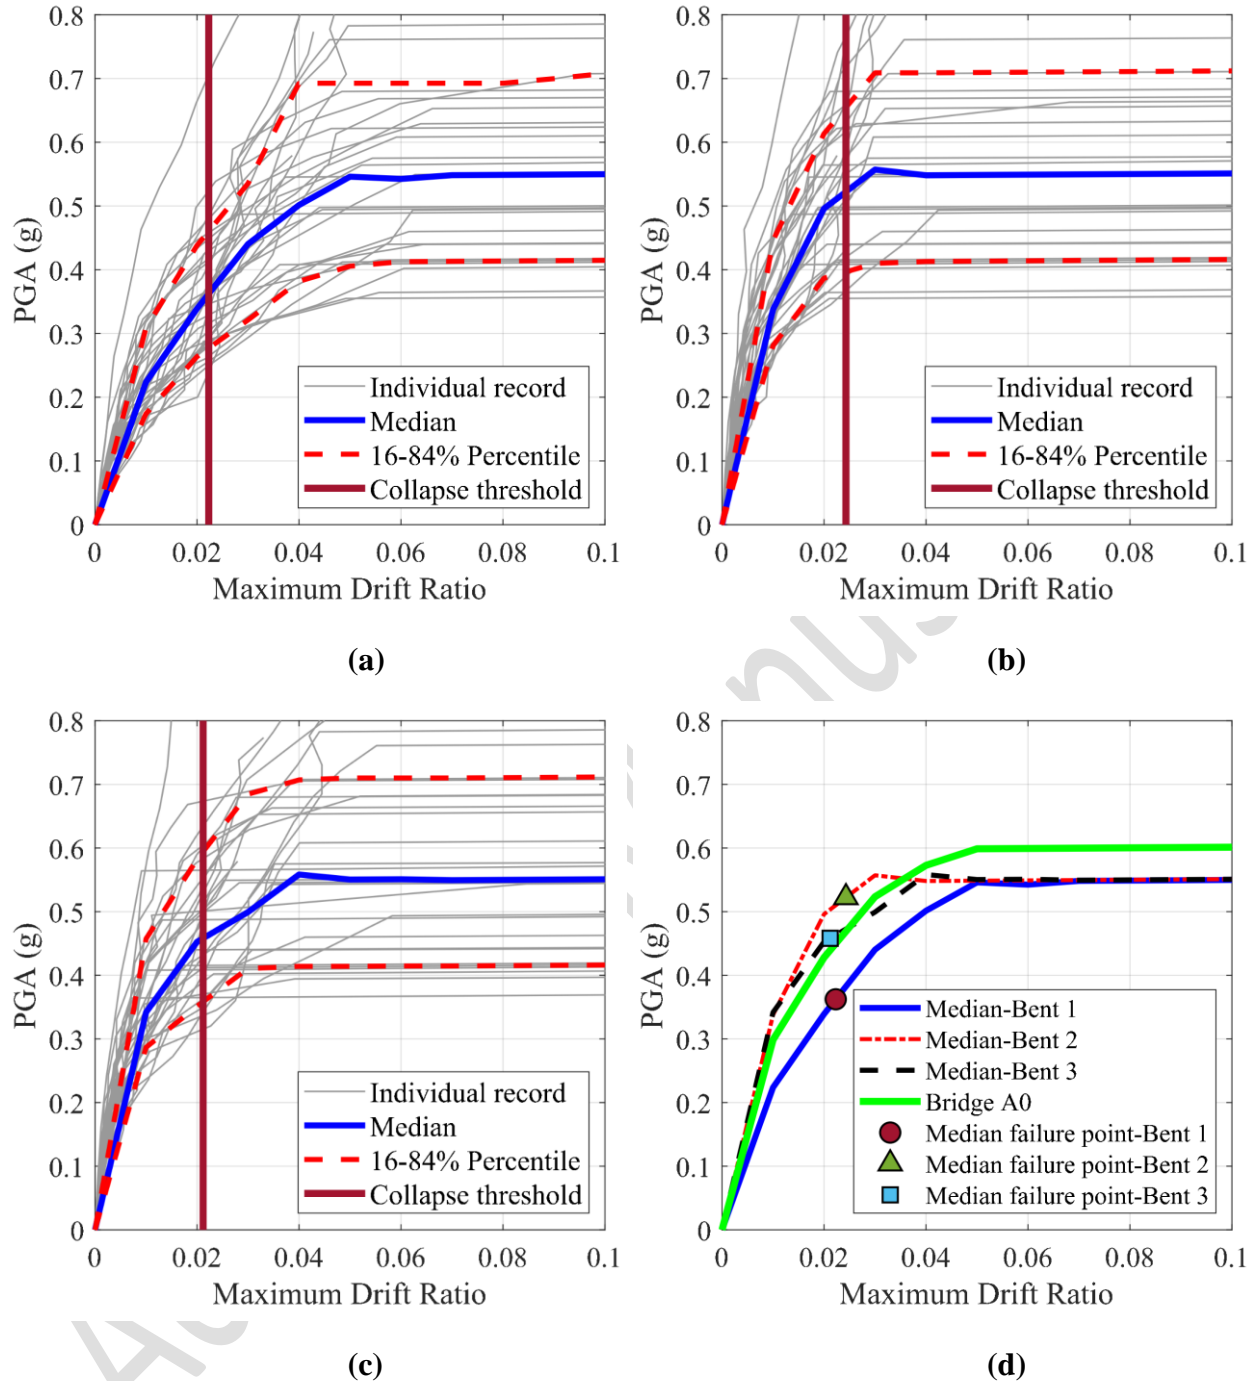 0.8
0.7
0.6
0.5
0.4
0.3
0.2
0.1
0
PGA (g)
Individual record
Median
16-84% Percentile
Collapse threshold
0 0.02 0.04 0.06 0.08 0.1
Maximum Drift Ratio
(a)
0.8
0.7
0.6
0.5
0.4
0.3
0.2
0.1
0
PGA (g)
Individual record
Median
16-84% Percentile
Collapse threshold
0 0.02 0.04 0.06 0.08 0.1
Maximum Drift Ratio
(b)
0.8
0.7
0.6
0.5
0.4
0.3
0.2
0.1
0
PGA (g)
Individual record
Median
16-84% Percentile
Collapse threshold
0 0.02 0.04 0.06 0.08 0.1
Maximum Drift Ratio
(c)
0.8
0.7
0.6
0.5
0.4
0.3
0.2
0.1
0
PGA (g)
Median-Bent 1
Median-Bent 2
Median-Bent 3
Bridge A0
Median failure point-Bent 1
Median failure point-Bent 2
Median failure point-Bent 3
0 0.02 0.04 0.06 0.08 0.1
Maximum Drift Ratio
(d)